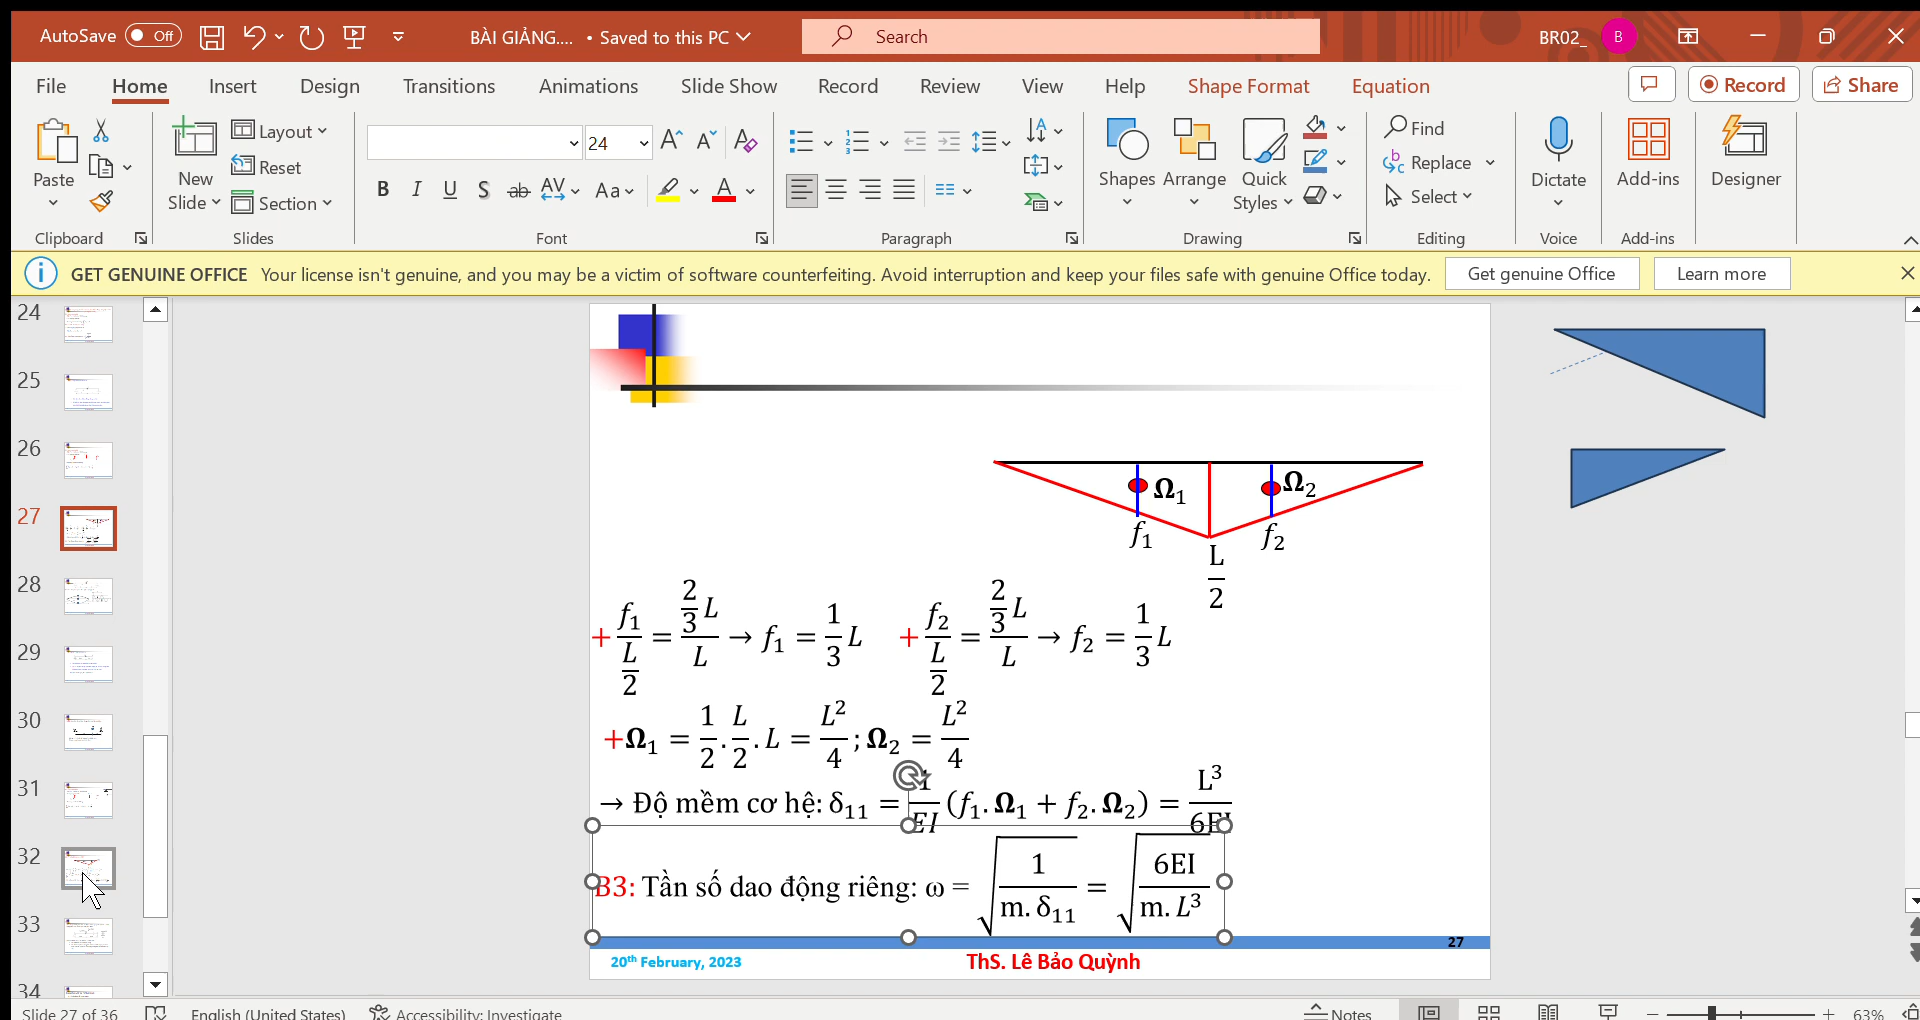 AutoSave Off BÀI GIẢNG.... • Saved to this PC Search BR02_ B
File Home Insert Design Transitions Animations Slide Show Record Review View Help Shape Format Equation Record Share
Paste Clipboard
New Slide Layout Reset Section Slides
24 B I U S ab AV Aa A Font
Paragraph
Shapes Arrange Quick Styles Drawing
Find Replace Select Editing
Dictate Voice
Add-ins Add-ins
Designer
GET GENUINE OFFICE Your license isn't genuine, and you may be a victim of software counterfeiting. Avoid interruption and keep your files safe with genuine Office today. Get genuine Office Learn more
24
25
26
27
28
29
30
31
32
33
34
Ω₁ Ω₂
f₁ f₂
L/2
+ f₁/(L/2) = (2/3 L)/L → f₁ = 1/3 L + f₂/(L/2) = (2/3 L)/L → f₂ = 1/3 L
+Ω₁ = 1/2 . L/2 . L = L²/4 ; Ω₂ = L²/4
→ Độ mềm cơ hệ: δ₁₁ = 1/EI (f₁. Ω₁ + f₂. Ω₂) = L³/6EI
B3: Tần số dao động riêng: ω = √(1/(m. δ₁₁)) = √(6EI/(m. L³))
27
20th February, 2023 ThS. Lê Bảo Quỳnh
Slide 27 of 36 English (United States) Accessibility: Investigate Notes 63%